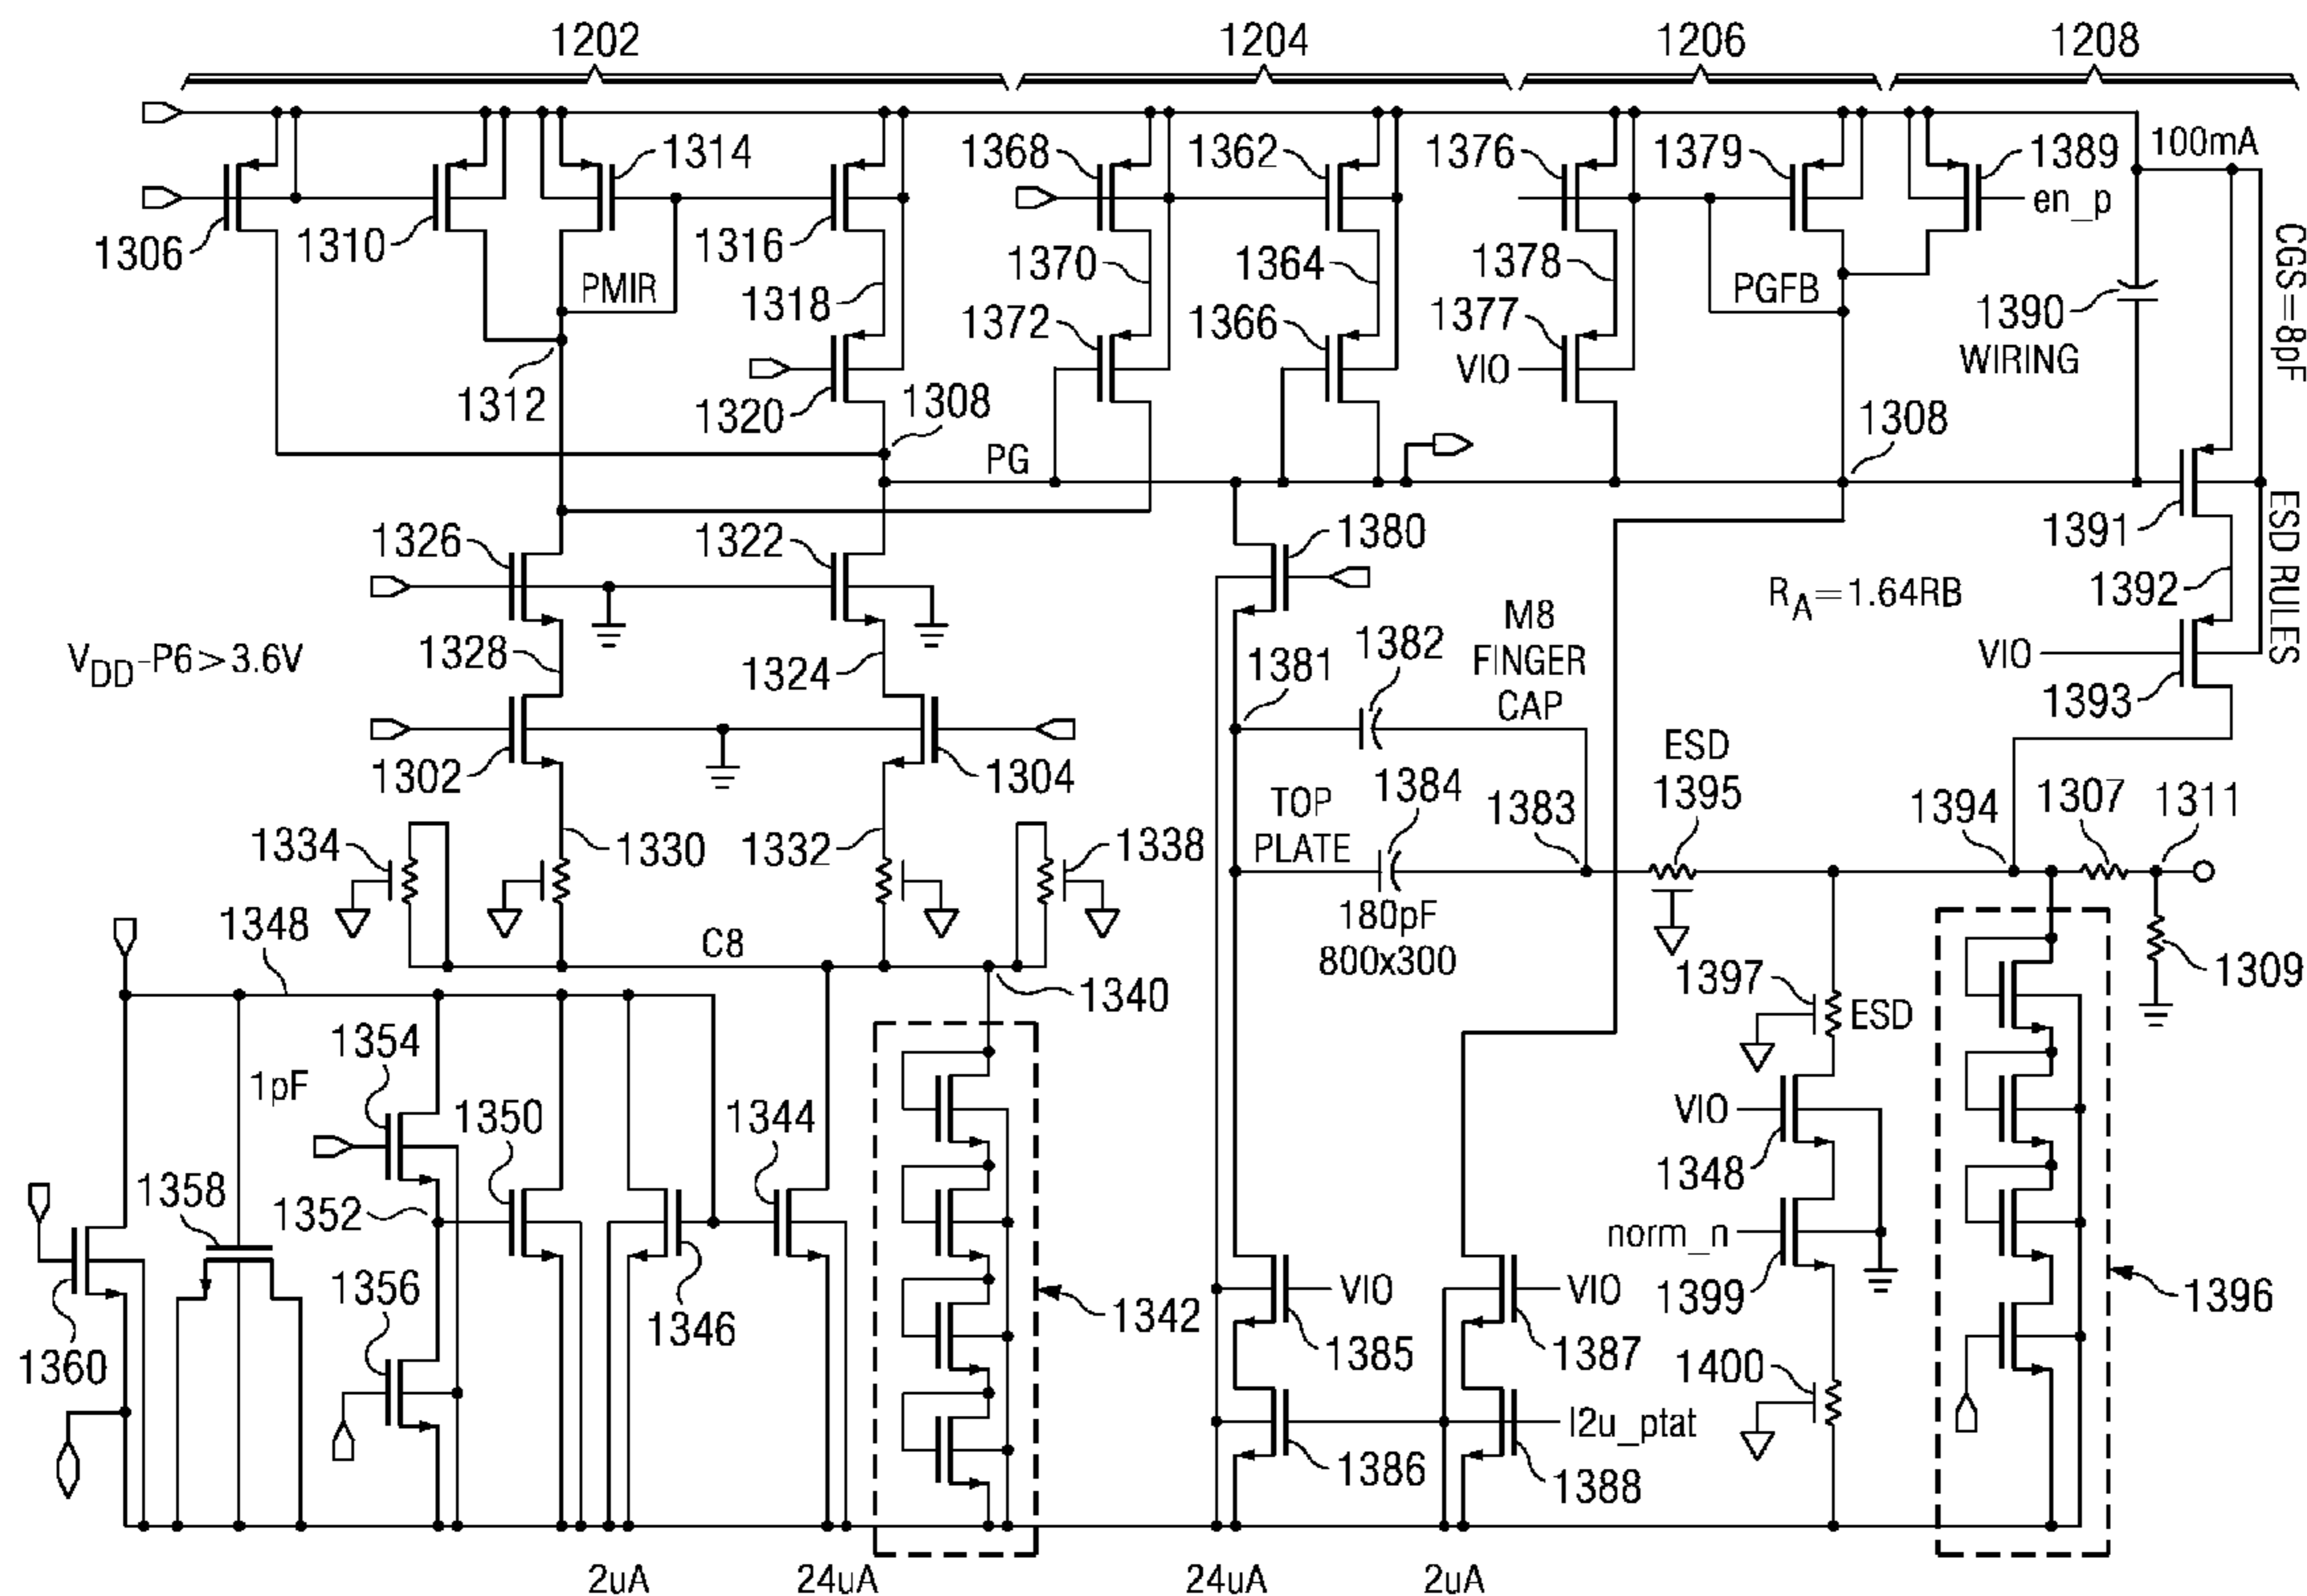 1202
1204
1206
1208
1314
1368
1362
1376
1379
100mA
1389
en_p
1306
1310
1316
1370
1364
1378
PMIR
1318
PGFB
1390
WIRING
CGS=8pF
1372
1366
1377
VIO
1312
1320
1308
1308
PG
1326
1322
1380
1391
ESD RULES
1392
RA=1.64RB
VDD-P6>3.6V
1328
1324
1381
1382
M8
FINGER
CAP
VIO
1393
1302
1304
ESD
1395
TOP
PLATE
1384
1383
1394
1307
1311
1334
1330
1332
1338
180pF
800x300
1348
C8
1340
1397
ESD
1309
1354
1pF
1350
1344
VIO
1348
1358
1352
norm_n
1399
1356
1346
1342
VIO
1385
VIO
1387
1396
1360
1400
I2u_ptat
1386
1388
2uA
24uA
24uA
2uA